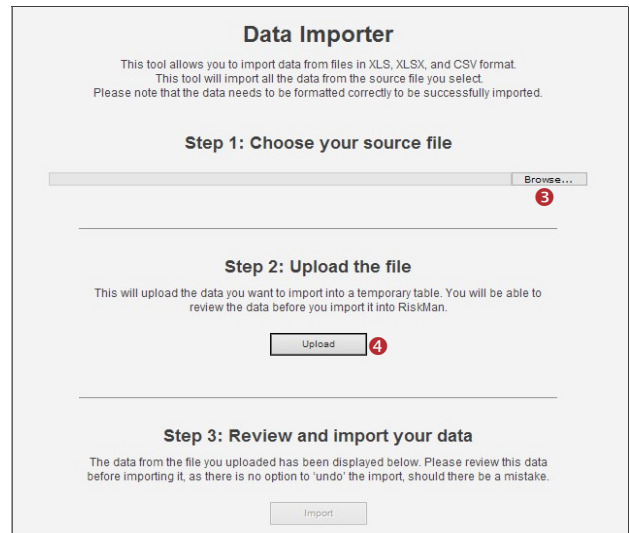 Data Importer
This tool allows you to import data from files in XLS, XLSX, and CSV format.
This tool will import all the data from the source file you select.
Please note that the data needs to be formatted correctly to be successfully imported.
Step 1: Choose your source file
Browse...
3
Step 2: Upload the file
This will upload the data you want to import into a temporary table. You will be able to
review the data before you import it into RiskMan.
Upload 4
Step 3: Review and import your data
The data from the file you uploaded has been displayed below. Please review this data
before importing it, as there is no option to 'undo' the import, should there be a mistake.
Import